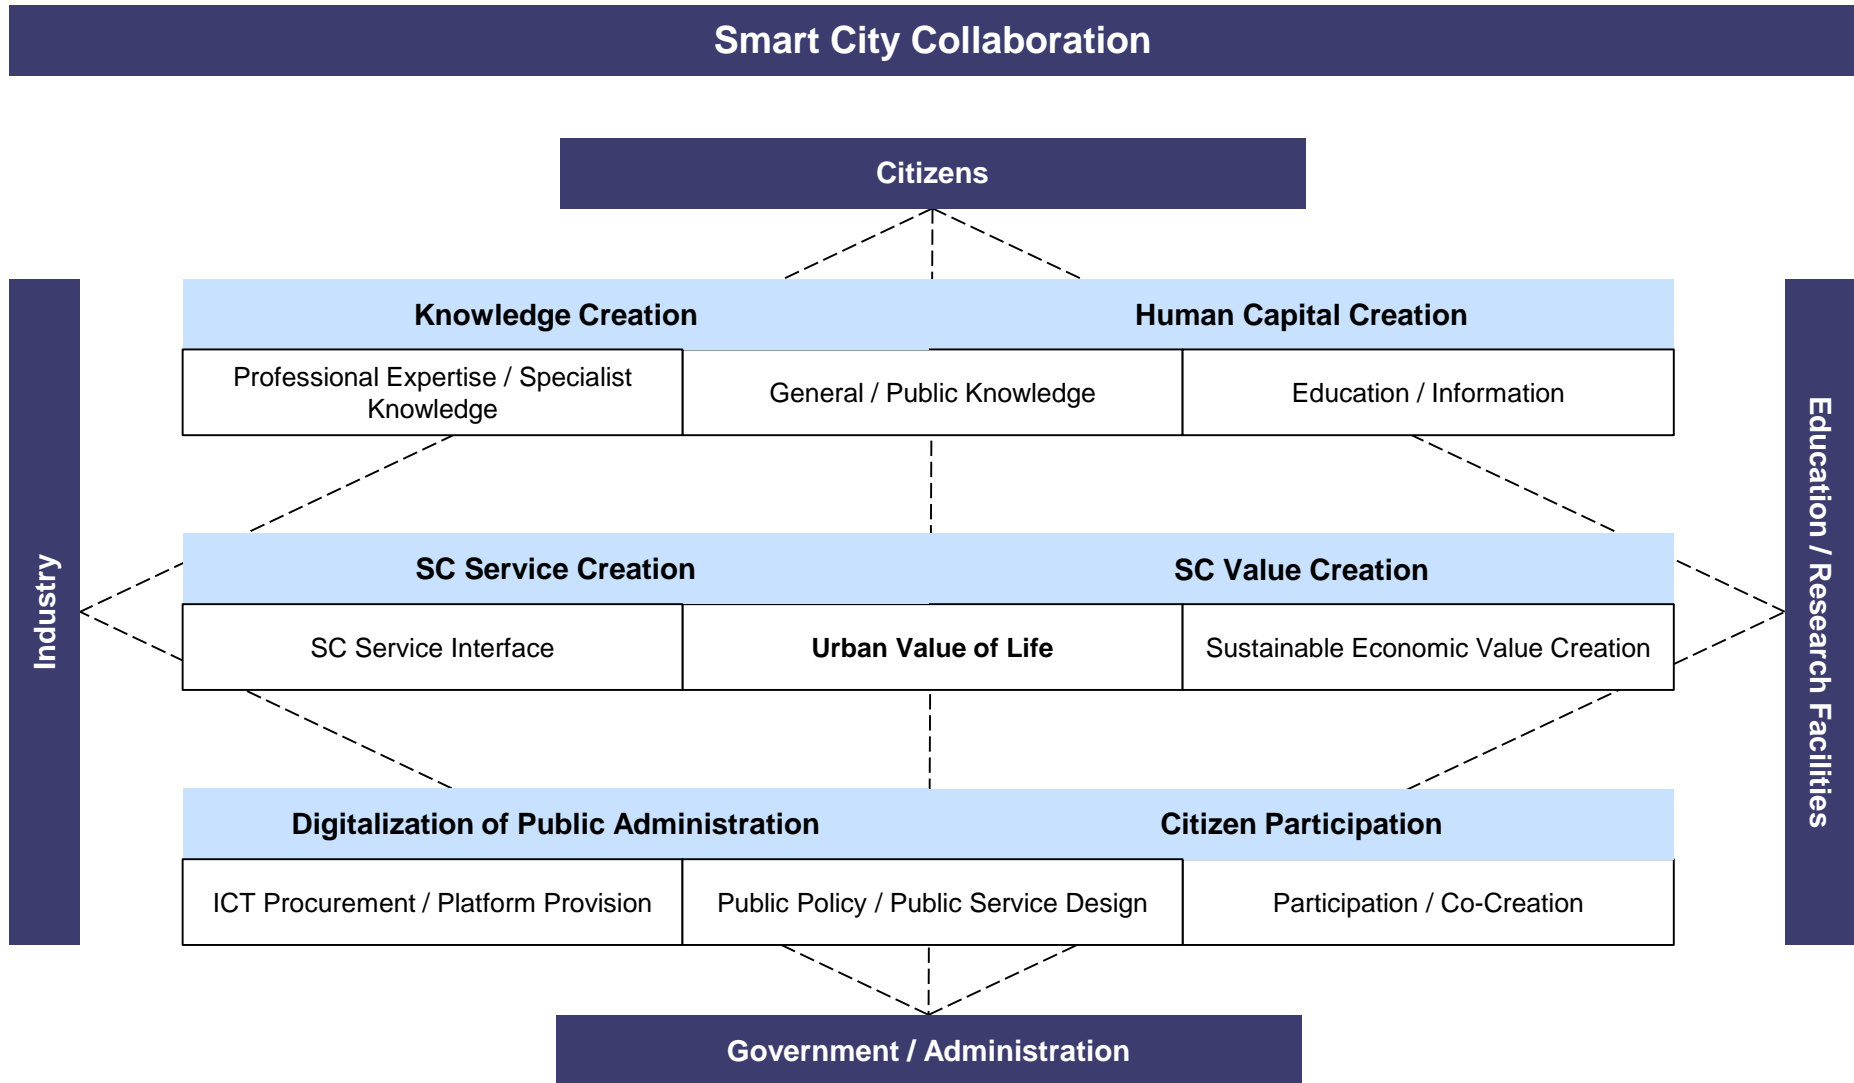 Smart City Collaboration
Citizens
Knowledge Creation
Human Capital Creation
Professional Expertise / Specialist
Knowledge
General / Public Knowledge
Education / Information
Industry
Education / Research Facilities
SC Service Creation
SC Value Creation
SC Service Interface
Urban Value of Life
Sustainable Economic Value Creation
Digitalization of Public Administration
Citizen Participation
ICT Procurement / Platform Provision
Public Policy / Public Service Design
Participation / Co-Creation
Government / Administration